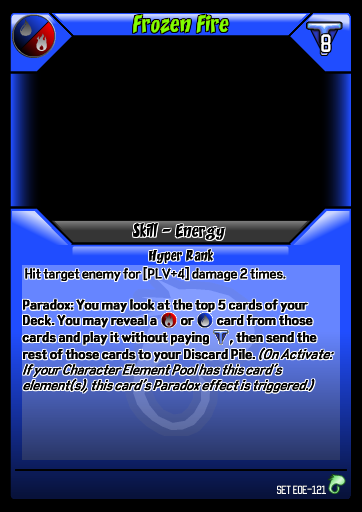 Frozen Fire
8
Skill - Energy
Hyper Rank
Hit target enemy for [PLV÷4] damage 2 times.
Paradox: You may look at the top 5 cards of your
Deck. You may reveal a or card from those
cards and play it without paying , then send the
rest of those cards to your Discard Pile. (On Activate:
If your Character Element Pool has this card's
element(s), this card's Paradox effect is triggered.)
SET EOE-121